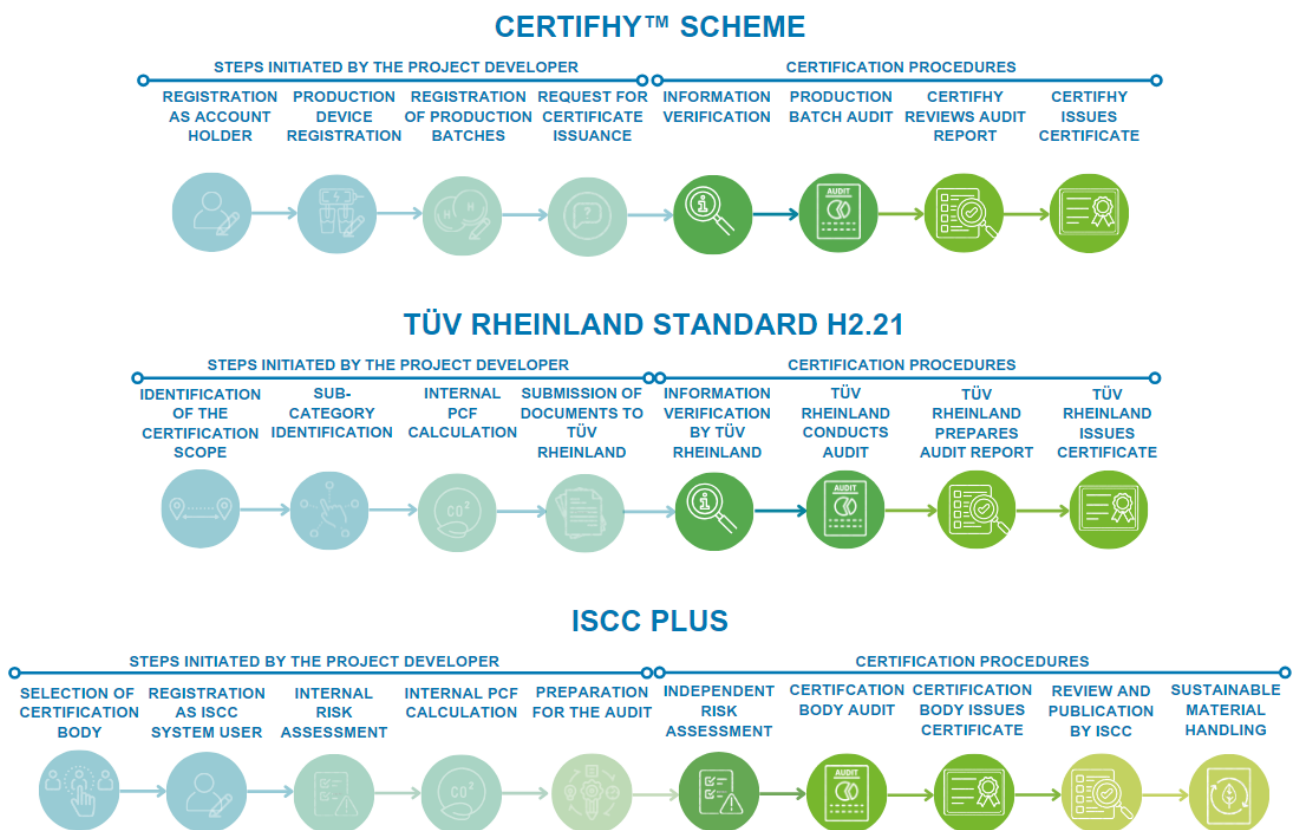 CERTIFHY™ SCHEME
STEPS INITIATED BY THE PROJECT DEVELOPER
CERTIFICATION PROCEDURES
REGISTRATION
AS ACCOUNT
HOLDER
PRODUCTION
DEVICE
REGISTRATION
REGISTRATION
OF PRODUCTION
BATCHES
REQUEST FOR
CERTIFICATE
ISSUANCE
INFORMATION
VERIFICATION
PRODUCTION
BATCH AUDIT
CERTIFHY
REVIEWS AUDIT
REPORT
CERTIFHY
ISSUES
CERTIFICATE
H
H
?
i
AUDIT
TÜV RHEINLAND STANDARD H2.21
STEPS INITIATED BY THE PROJECT DEVELOPER
CERTIFICATION PROCEDURES
IDENTIFICATION
OF THE
CERTIFICATION
SCOPE
SUB-
CATEGORY
IDENTIFICATION
INTERNAL
PCF
CALCULATION
SUBMISSION OF
DOCUMENTS TO
TÜV
RHEINLAND
INFORMATION
VERIFICATION
BY TÜV
RHEINLAND
TÜV
RHEINLAND
CONDUCTS
AUDIT
TÜV
RHEINLAND
PREPARES
AUDIT REPORT
TÜV
RHEINLAND
ISSUES
CERTIFICATE
CO²
i
AUDIT
ISCC PLUS
STEPS INITIATED BY THE PROJECT DEVELOPER
CERTIFICATION PROCEDURES
SELECTION OF
CERTIFICATION
BODY
REGISTRATION
AS ISCC
SYSTEM USER
INTERNAL
RISK
ASSESSMENT
INTERNAL PCF
CALCULATION
PREPARATION
FOR THE AUDIT
INDEPENDENT
RISK
ASSESSMENT
CERTIFCATION
BODY AUDIT
CERTIFICATION
BODY ISSUES
CERTIFICATE
REVIEW AND
PUBLICATION
BY ISCC
SUSTAINABLE
MATERIAL
HANDLING
CO²
AUDIT